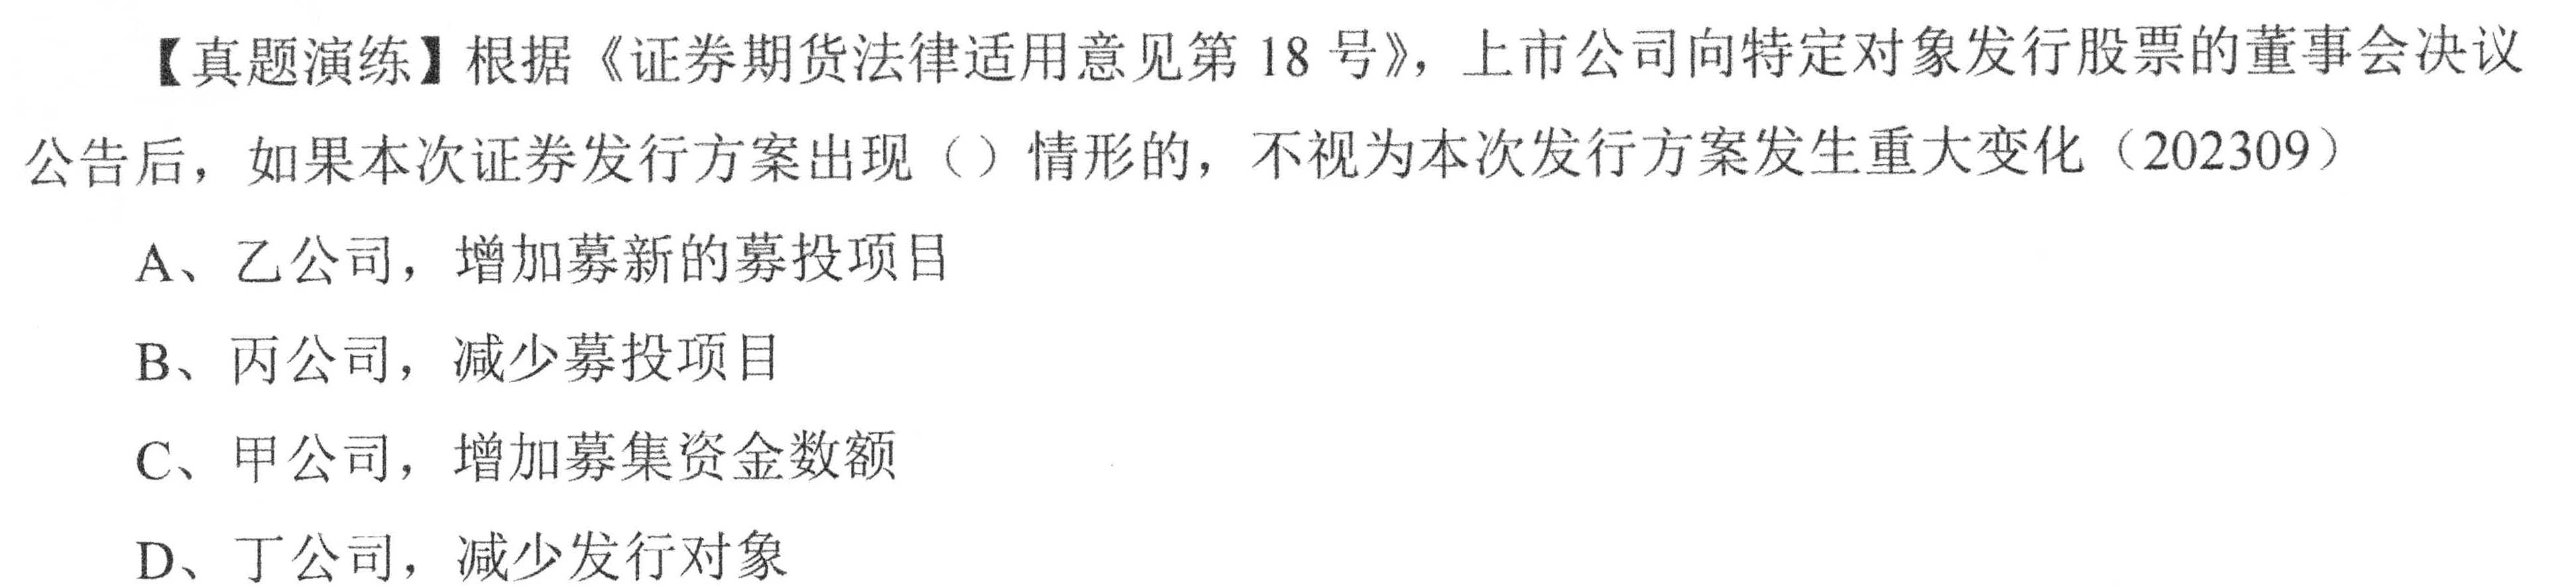 【真题演练】根据《证券期货法律适用意见第 18 号》，上市公司向特定对象发行股票的董事会决议
公告后，如果本次证券发行方案出现（）情形的，不视为本次发行方案发生重大变化（202309）
A、乙公司，增加募新的募投项目
B、丙公司，减少募投项目
C、甲公司，增加募集资金数额
D、丁公司，减少发行对象